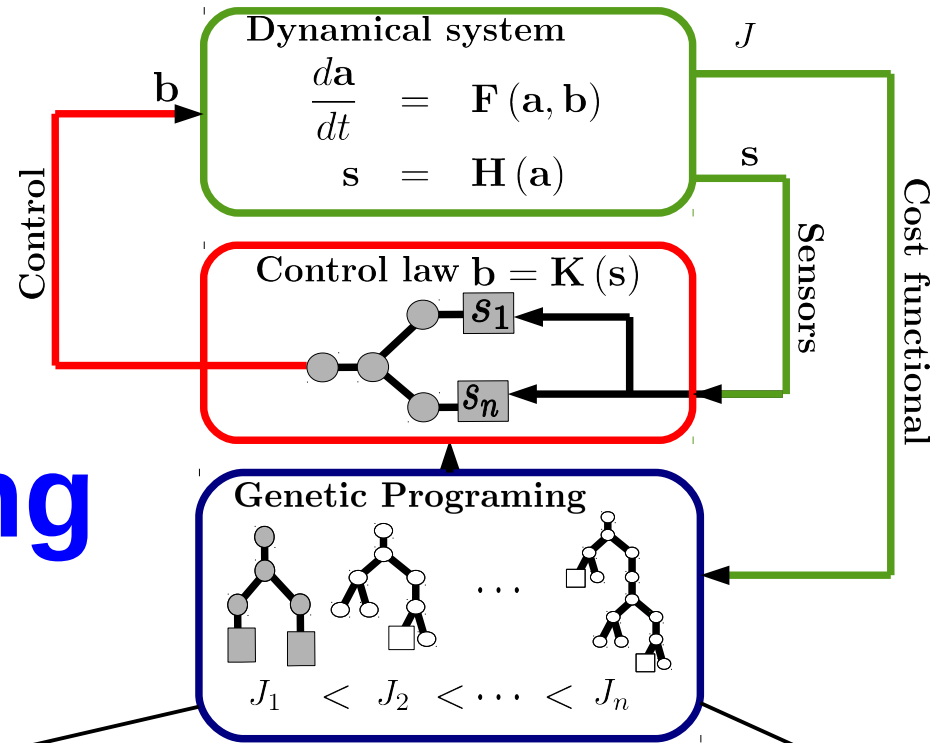 Dynamical system
J
b
da/dt = F (a, b)
s
s = H (a)
Control
Sensors
Cost functional
Control law b = K (s)
s1
sn
ng
Genetic Programing
. . .
J1 < J2 < · · · < Jn